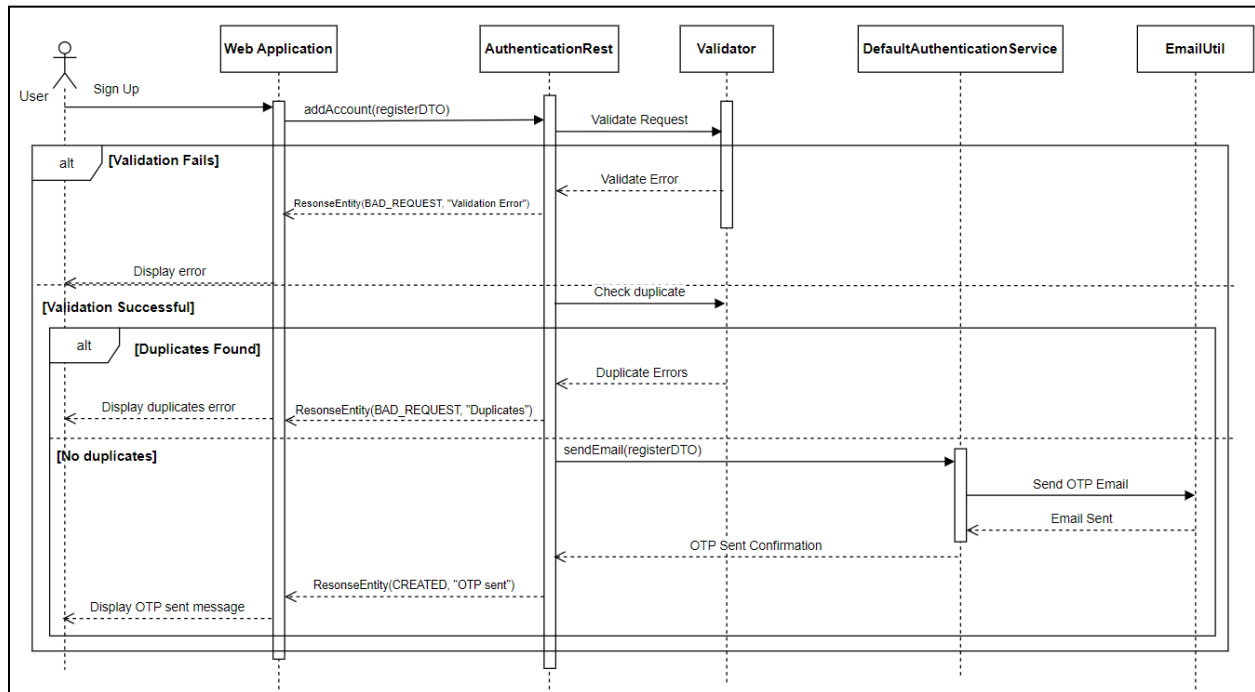 Web Application
AuthenticationRest
Validator
DefaultAuthenticationService
EmailUtil
User
Sign Up
addAccount(registerDTO)
Validate Request
alt
[Validation Fails]
Validate Error
ResonseEntity(BAD_REQUEST, "Validation Error")
Display error
[Validation Successful]
Check duplicate
alt
[Duplicates Found]
Duplicate Errors
Display duplicates error
ResonseEntity(BAD_REQUEST, "Duplicates")
[No duplicates]
sendEmail(registerDTO)
Send OTP Email
Email Sent
OTP Sent Confirmation
ResonseEntity(CREATED, "OTP sent")
Display OTP sent message